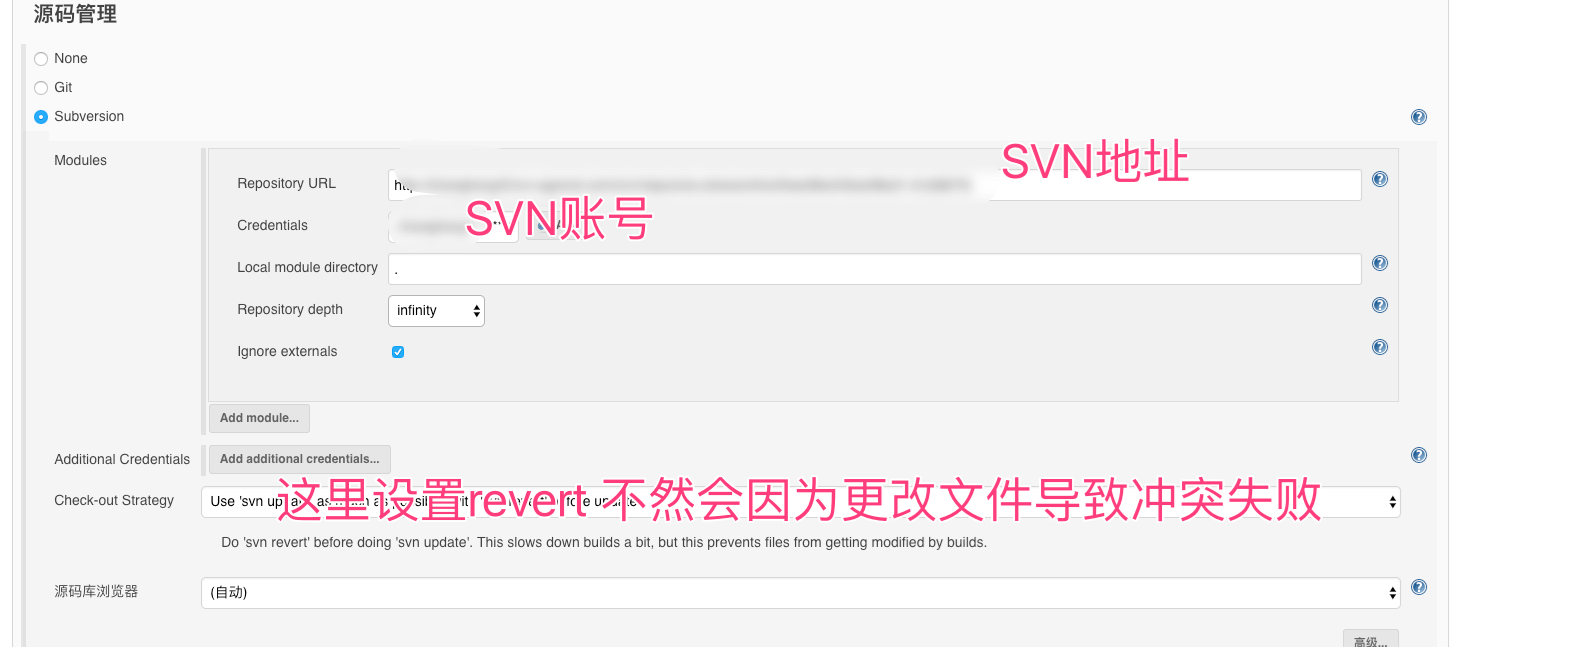 源码管理
None
Git
Subversion
Modules
SVN地址
Repository URL
SVN账号
Credentials
Local module directory .
Repository depth infinity
Ignore externals
Add module...
Additional Credentials Add additional credentials...
Check-out Strategy Use 'svn
这里设置revert 不然会因为更改文件导致冲突失败
Do 'svn revert' before doing 'svn update'. This slows down builds a bit, but this prevents files from getting modified by builds.
源码库浏览器 (自动)
高级...